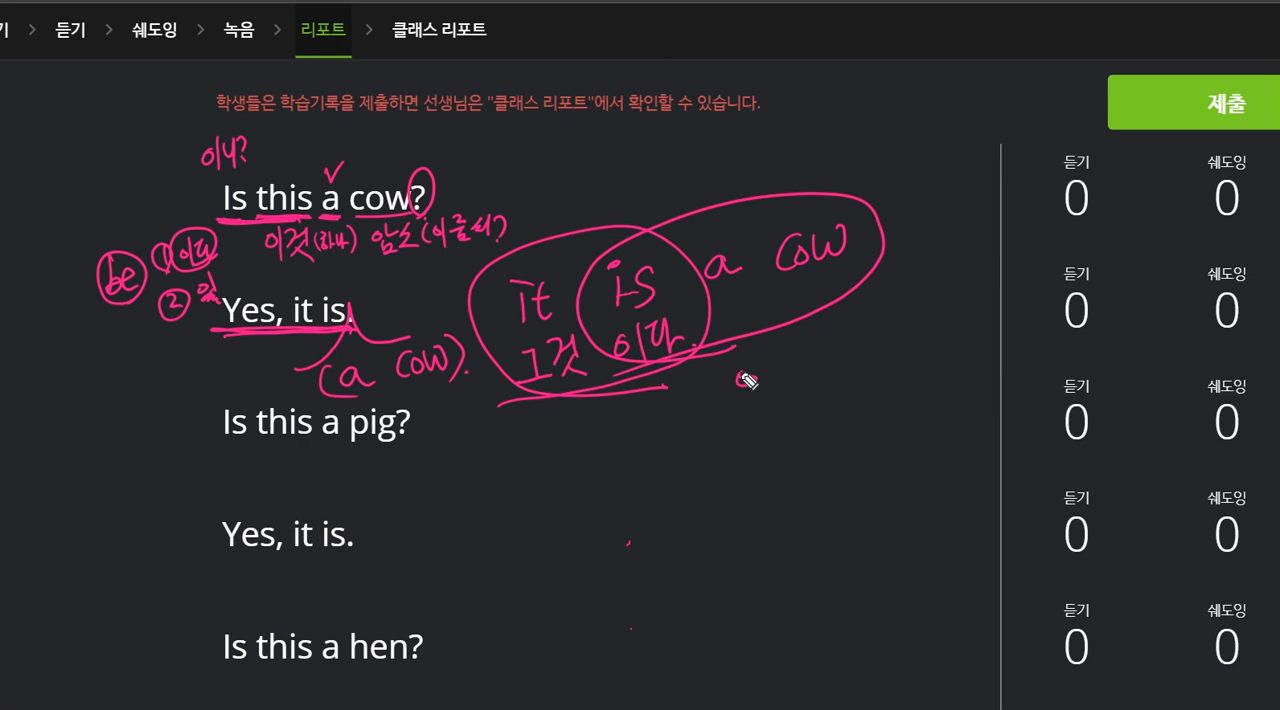 기 > 듣기 > 쉐도잉 > 녹음 > 리포트 > 클래스 리포트
학생들은 학습기록을 제출하면 선생님은 "클래스 리포트"에서 확인할 수 있습니다.
제출
이니?
Is this a cow?
듣기 쉐도잉
0 0
이것(하나) 암소(이름씨?
be ①이다
②있
it is a cow
그것 이다.
Yes, it is.
듣기 쉐도잉
0 0
(a cow).
Is this a pig?
듣기 쉐도잉
0 0
Yes, it is.
듣기 쉐도잉
0 0
Is this a hen?
듣기 쉐도잉
0 0